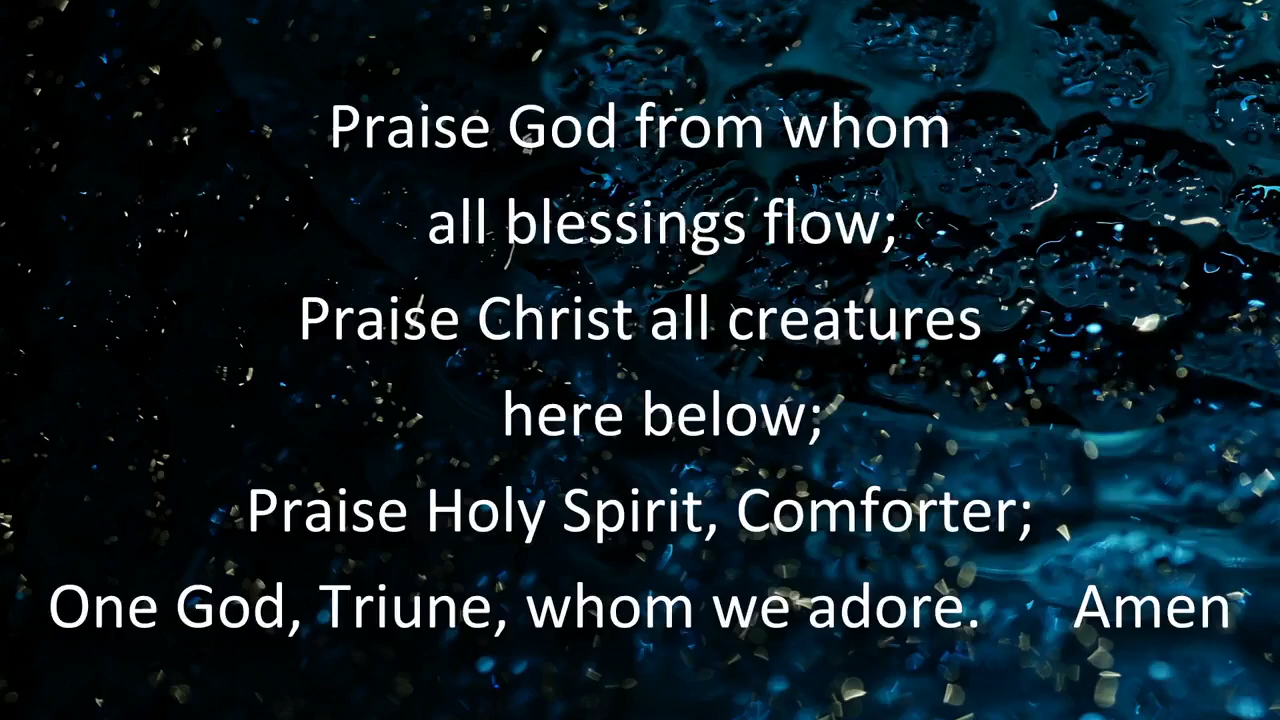 Praise God from whom
all blessings flow;
Praise Christ all creatures
here below;
Praise Holy Spirit, Comforter;
One God, Triune, whom we adore. Amen